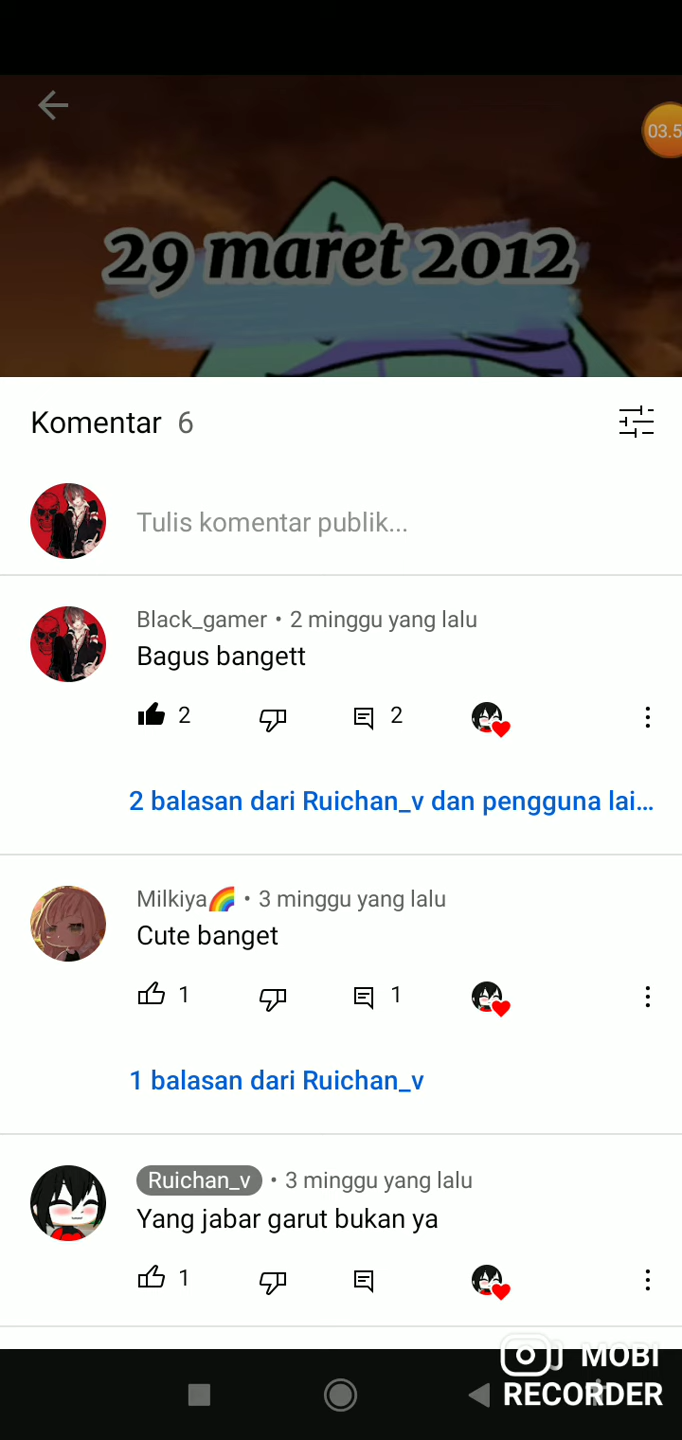 03.5
29 maret 2012
Komentar 6
Tulis komentar publik...
Black_gamer • 2 minggu yang lalu
Bagus bangett
2 2
2 balasan dari Ruichan_v dan pengguna lai...
Milkiya🌈 • 3 minggu yang lalu
Cute banget
1 1
1 balasan dari Ruichan_v
Ruichan_v • 3 minggu yang lalu
Yang jabar garut bukan ya
1
MOBI
RECORDER